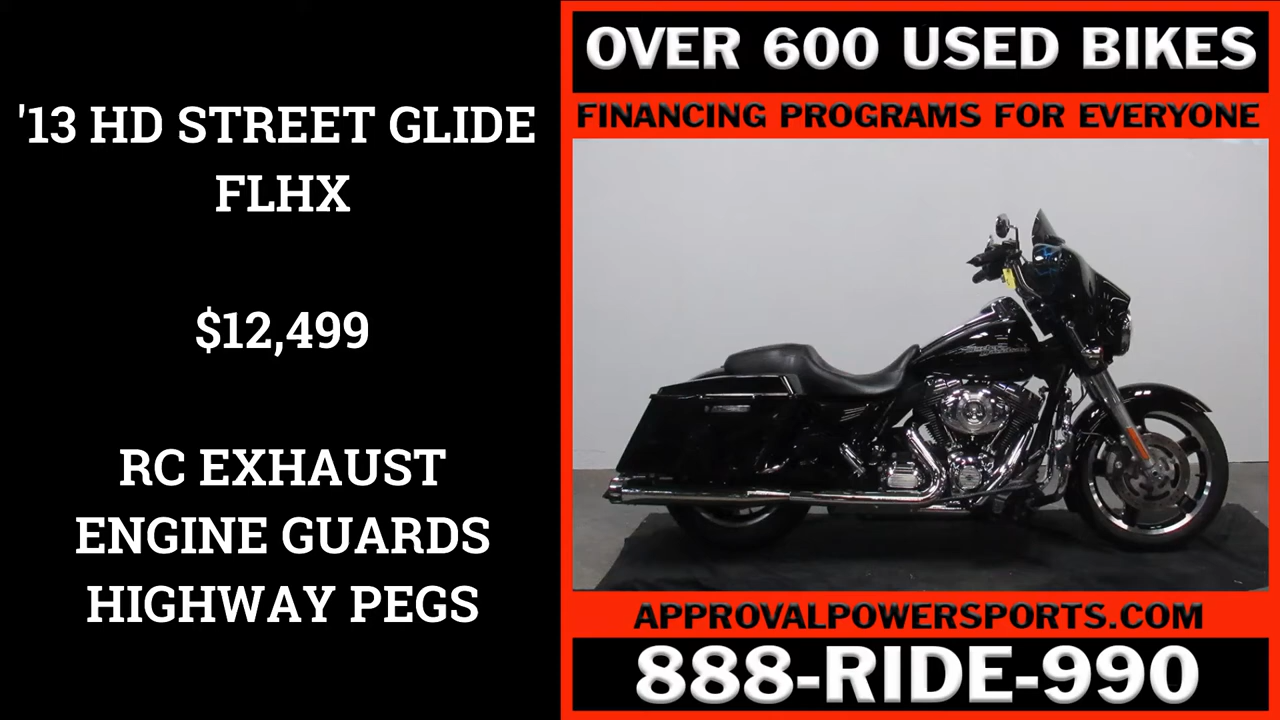 '13 HD STREET GLIDE
FLHX
$12,499
RC EXHAUST
ENGINE GUARDS
HIGHWAY PEGS
OVER 600 USED BIKES
FINANCING PROGRAMS FOR EVERYONE
APPROVALPOWERSPORTS.COM
888-RIDE-990